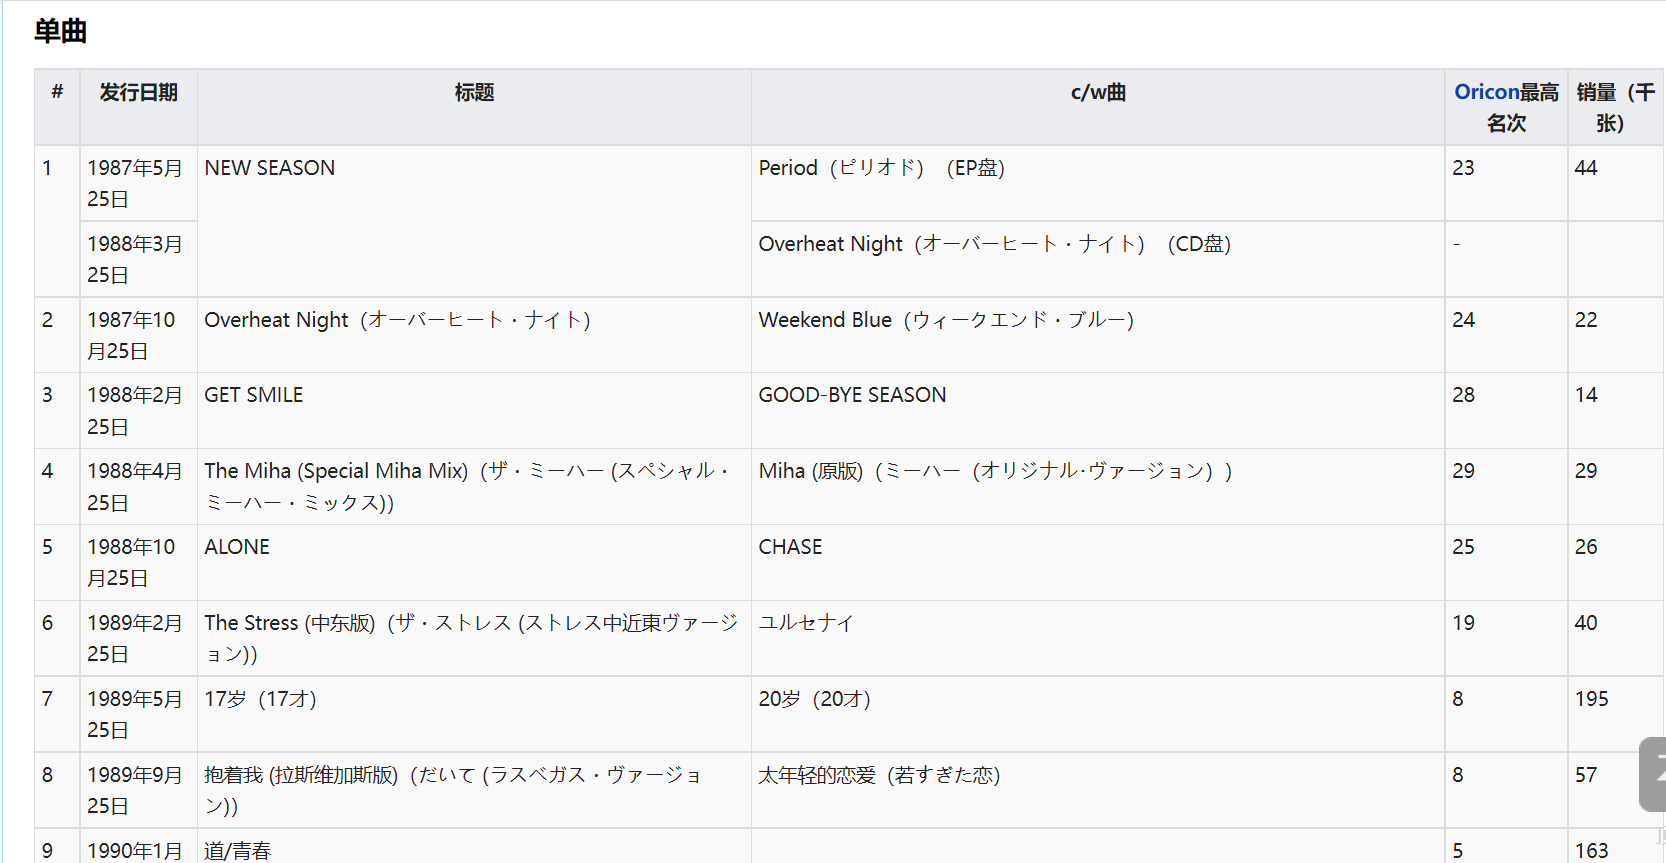 单曲
# 发行日期 标题 c/w曲 Oricon最高 销量（千
名次 张）
1 1987年5月 NEW SEASON Period（ピリオド）（EP盘） 23 44
25日
1988年3月 Overheat Night（オーバーヒート・ナイト）（CD盘） -
25日
2 1987年10 Overheat Night（オーバーヒート・ナイト） Weekend Blue（ウィークエンド・ブルー） 24 22
月25日
3 1988年2月 GET SMILE GOOD-BYE SEASON 28 14
25日
4 1988年4月 The Miha (Special Miha Mix)（ザ・ミーハー (スペシャル・ Miha (原版)（ミーハー（オリジナル･ヴァージョン）） 29 29
25日 ミーハー・ミックス))
5 1988年10 ALONE CHASE 25 26
月25日
6 1989年2月 The Stress (中东版)（ザ・ストレス (ストレス中近東ヴァージ ユルセナイ 19 40
25日 ョン))
7 1989年5月 17岁（17才） 20岁（20才） 8 195
25日
8 1989年9月 抱着我 (拉斯维加斯版)（だいて (ラスベガス・ヴァージョ 太年轻的恋爱（若すぎた恋） 8 57
25日 ン))
9 1990年1月 道/青春 5 163